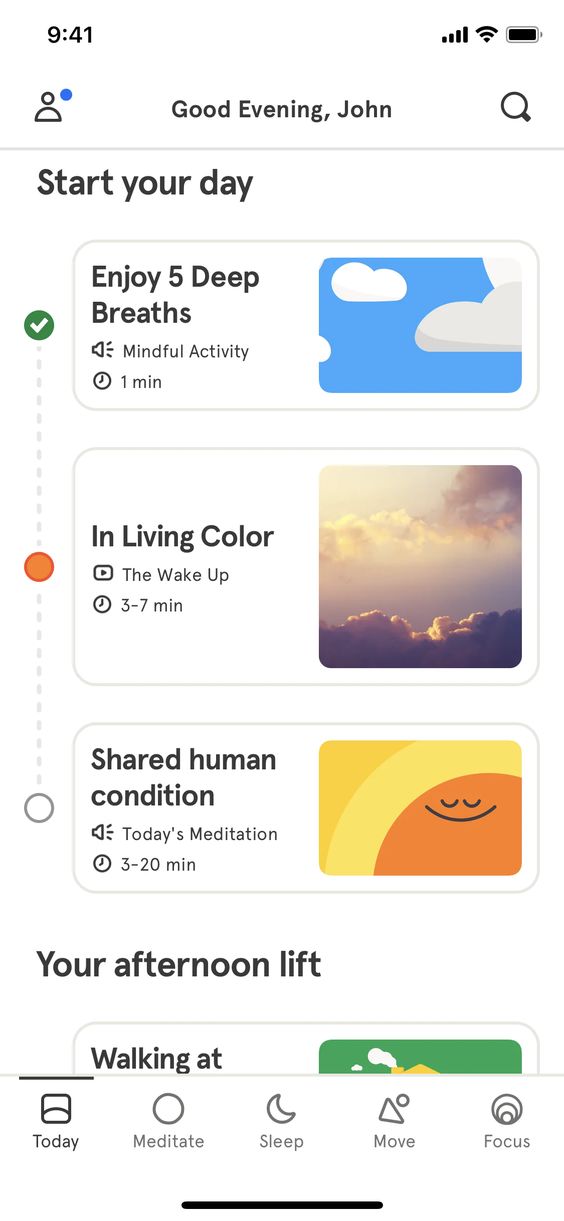 9:41
Good Evening, John
Start your day
Enjoy 5 Deep
Breaths
Mindful Activity
1 min
In Living Color
The Wake Up
3-7 min
Shared human
condition
Today's Meditation
3-20 min
Your afternoon lift
Walking at
Today
Meditate
Sleep
Move
Focus